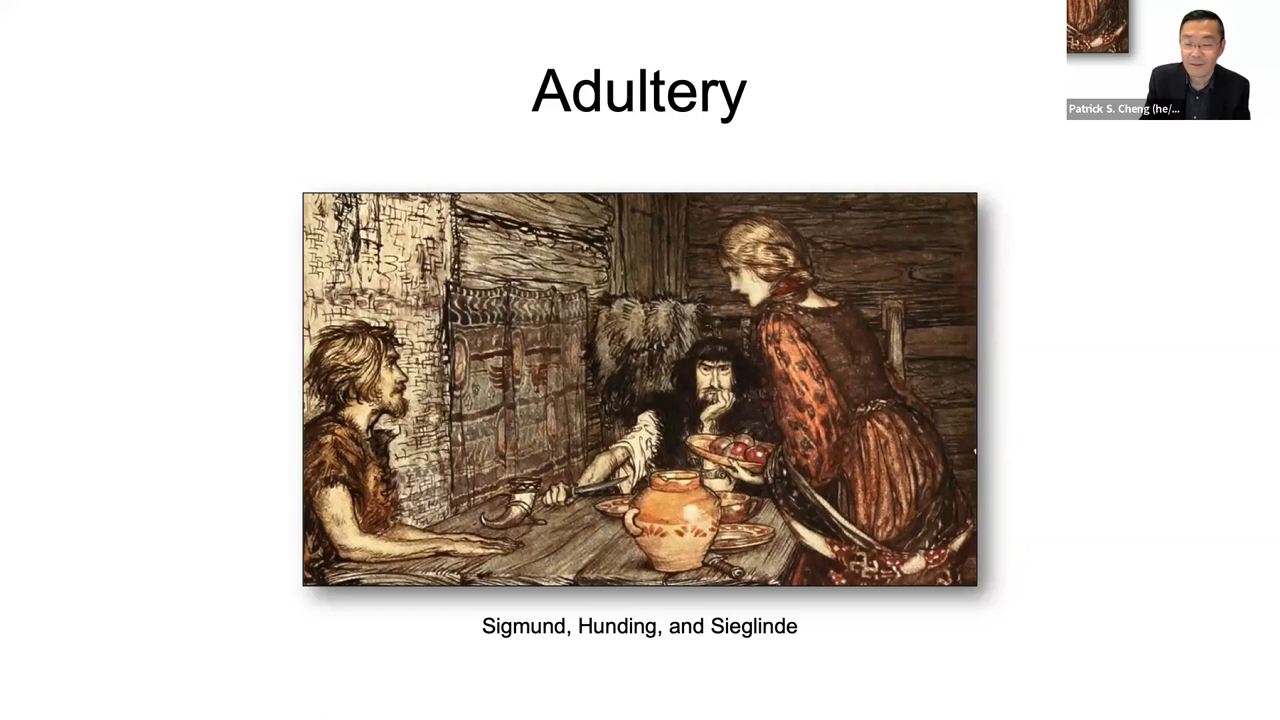 Adultery
Patrick S. Cheng (he/...
Sigmund, Hunding, and Sieglinde